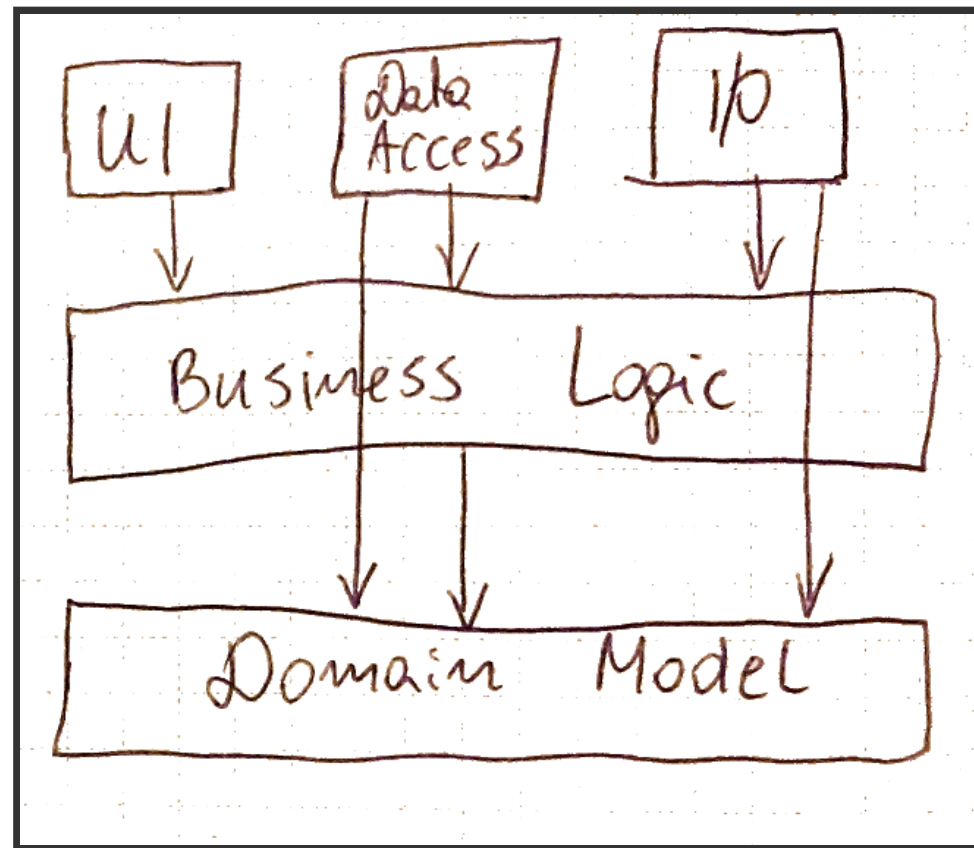 UI
Data
Access
I/O
Business Logic
Domain Model